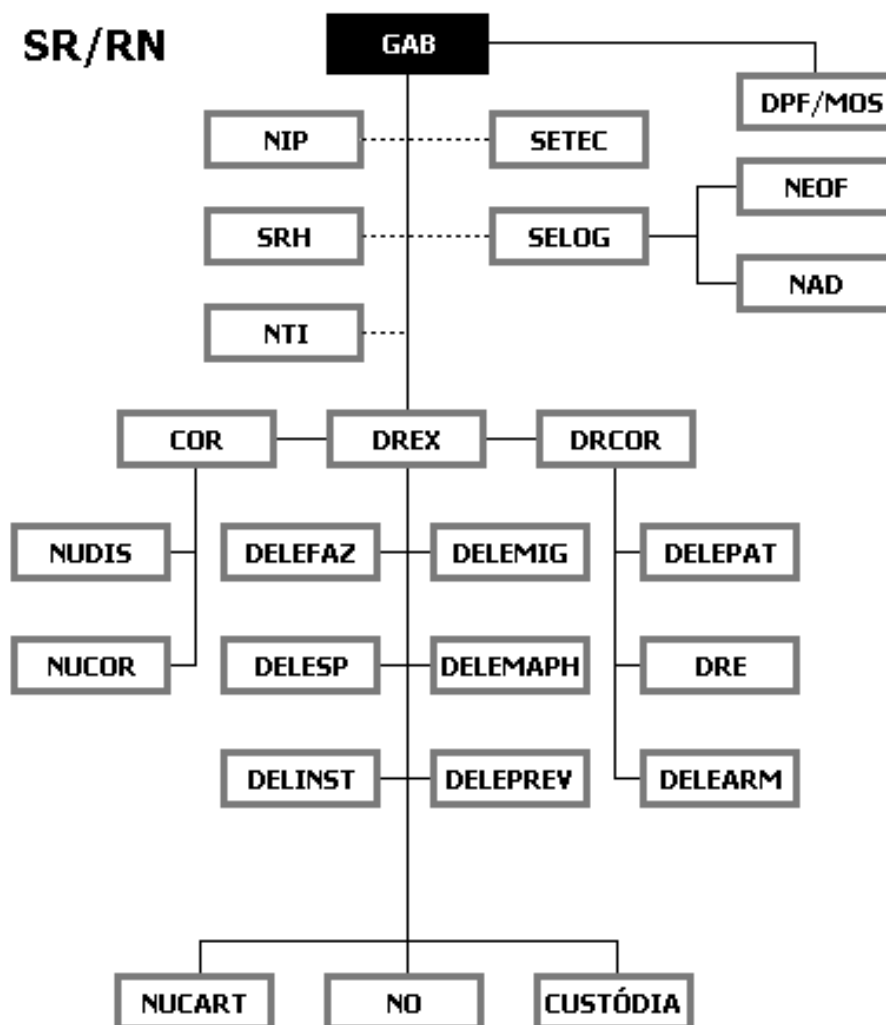 SR/RN
GAB
DPF/MOS
NIP
SETEC
NEOF
SRH
SELOG
NAD
NTI
COR
DREX
DRCOR
NUDIS
DELEFAZ
DELEMIG
DELEPAT
NUCOR
DELESP
DELEMAPH
DRE
DELINST
DELEPREV
DELEARM
NUCART
NO
CUSTÓDIA